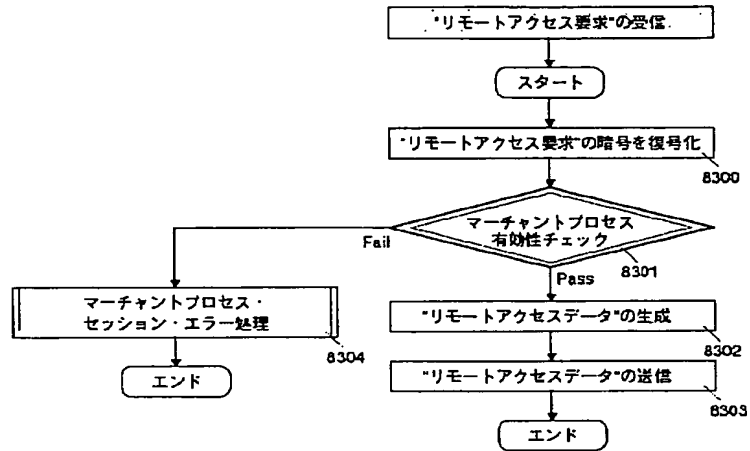 "リモートアクセス要求"の受信
スタート
"リモートアクセス要求"の暗号を復号化
8300
マーチャントプロセス
有効性チェック
8301
Fail
Pass
マーチャントプロセス・
セッション・エラー処理
8304
エンド
"リモートアクセスデータ"の生成
8302
"リモートアクセスデータ"の送信
8303
エンド